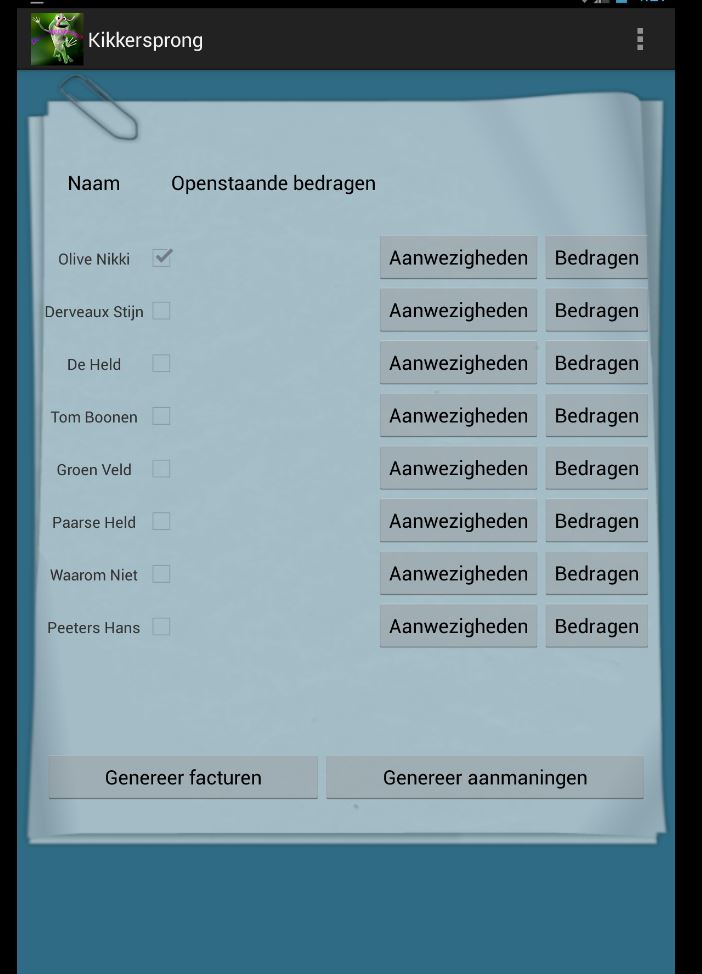 Kikkersprong
Naam Openstaande bedragen
Olive Nikki Aanwezigheden Bedragen
Derveaux Stijn Aanwezigheden Bedragen
De Held Aanwezigheden Bedragen
Tom Boonen Aanwezigheden Bedragen
Groen Veld Aanwezigheden Bedragen
Paarse Held Aanwezigheden Bedragen
Waarom Niet Aanwezigheden Bedragen
Peeters Hans Aanwezigheden Bedragen
Genereer facturen Genereer aanmaningen